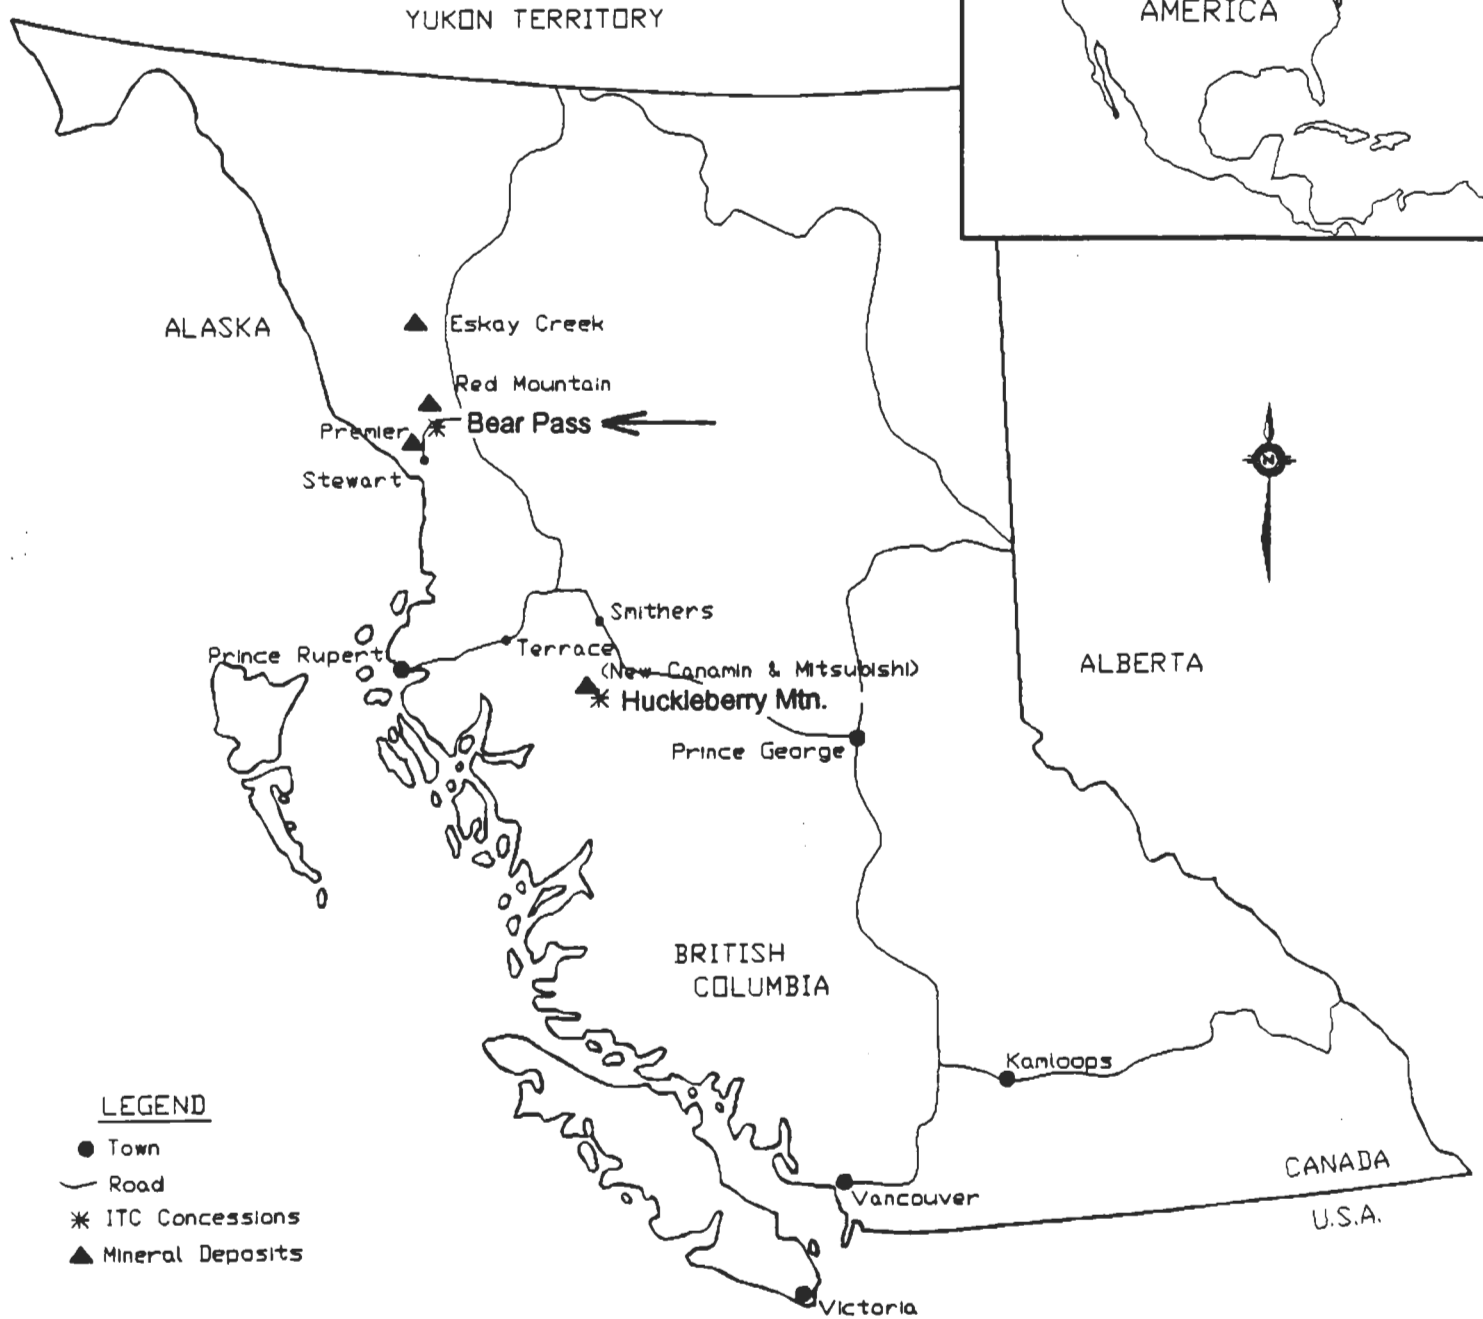 YUKON TERRITORY
AMERICA
ALASKA
Eskay Creek
Red Mountain
Bear Pass
Premier
Stewart
N
Smithers
Terrace
Prince Rupert
(New Canamin & Mitsubishi)
Huckleberry Mtn.
ALBERTA
Prince George
BRITISH
COLUMBIA
Kamloops
LEGEND
Town
Road
ITC Concessions
Mineral Deposits
CANADA
U.S.A.
Vancouver
Victoria